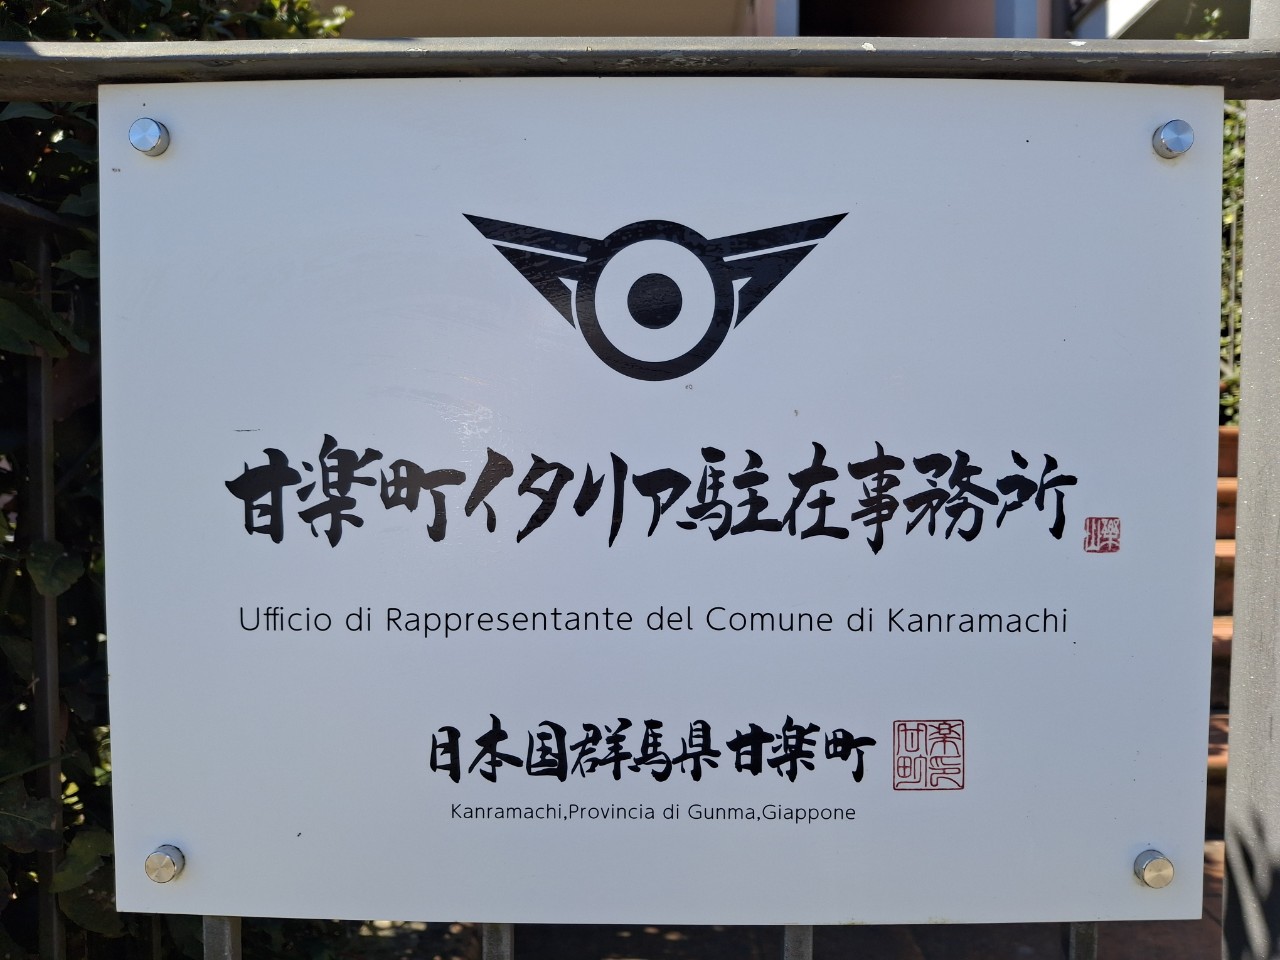 甘楽町イタリア駐在事務所
Ufficio di Rappresentante del Comune di Kanramachi
日本国群馬県甘楽町
Kanramachi,Provincia di Gunma,Giappone